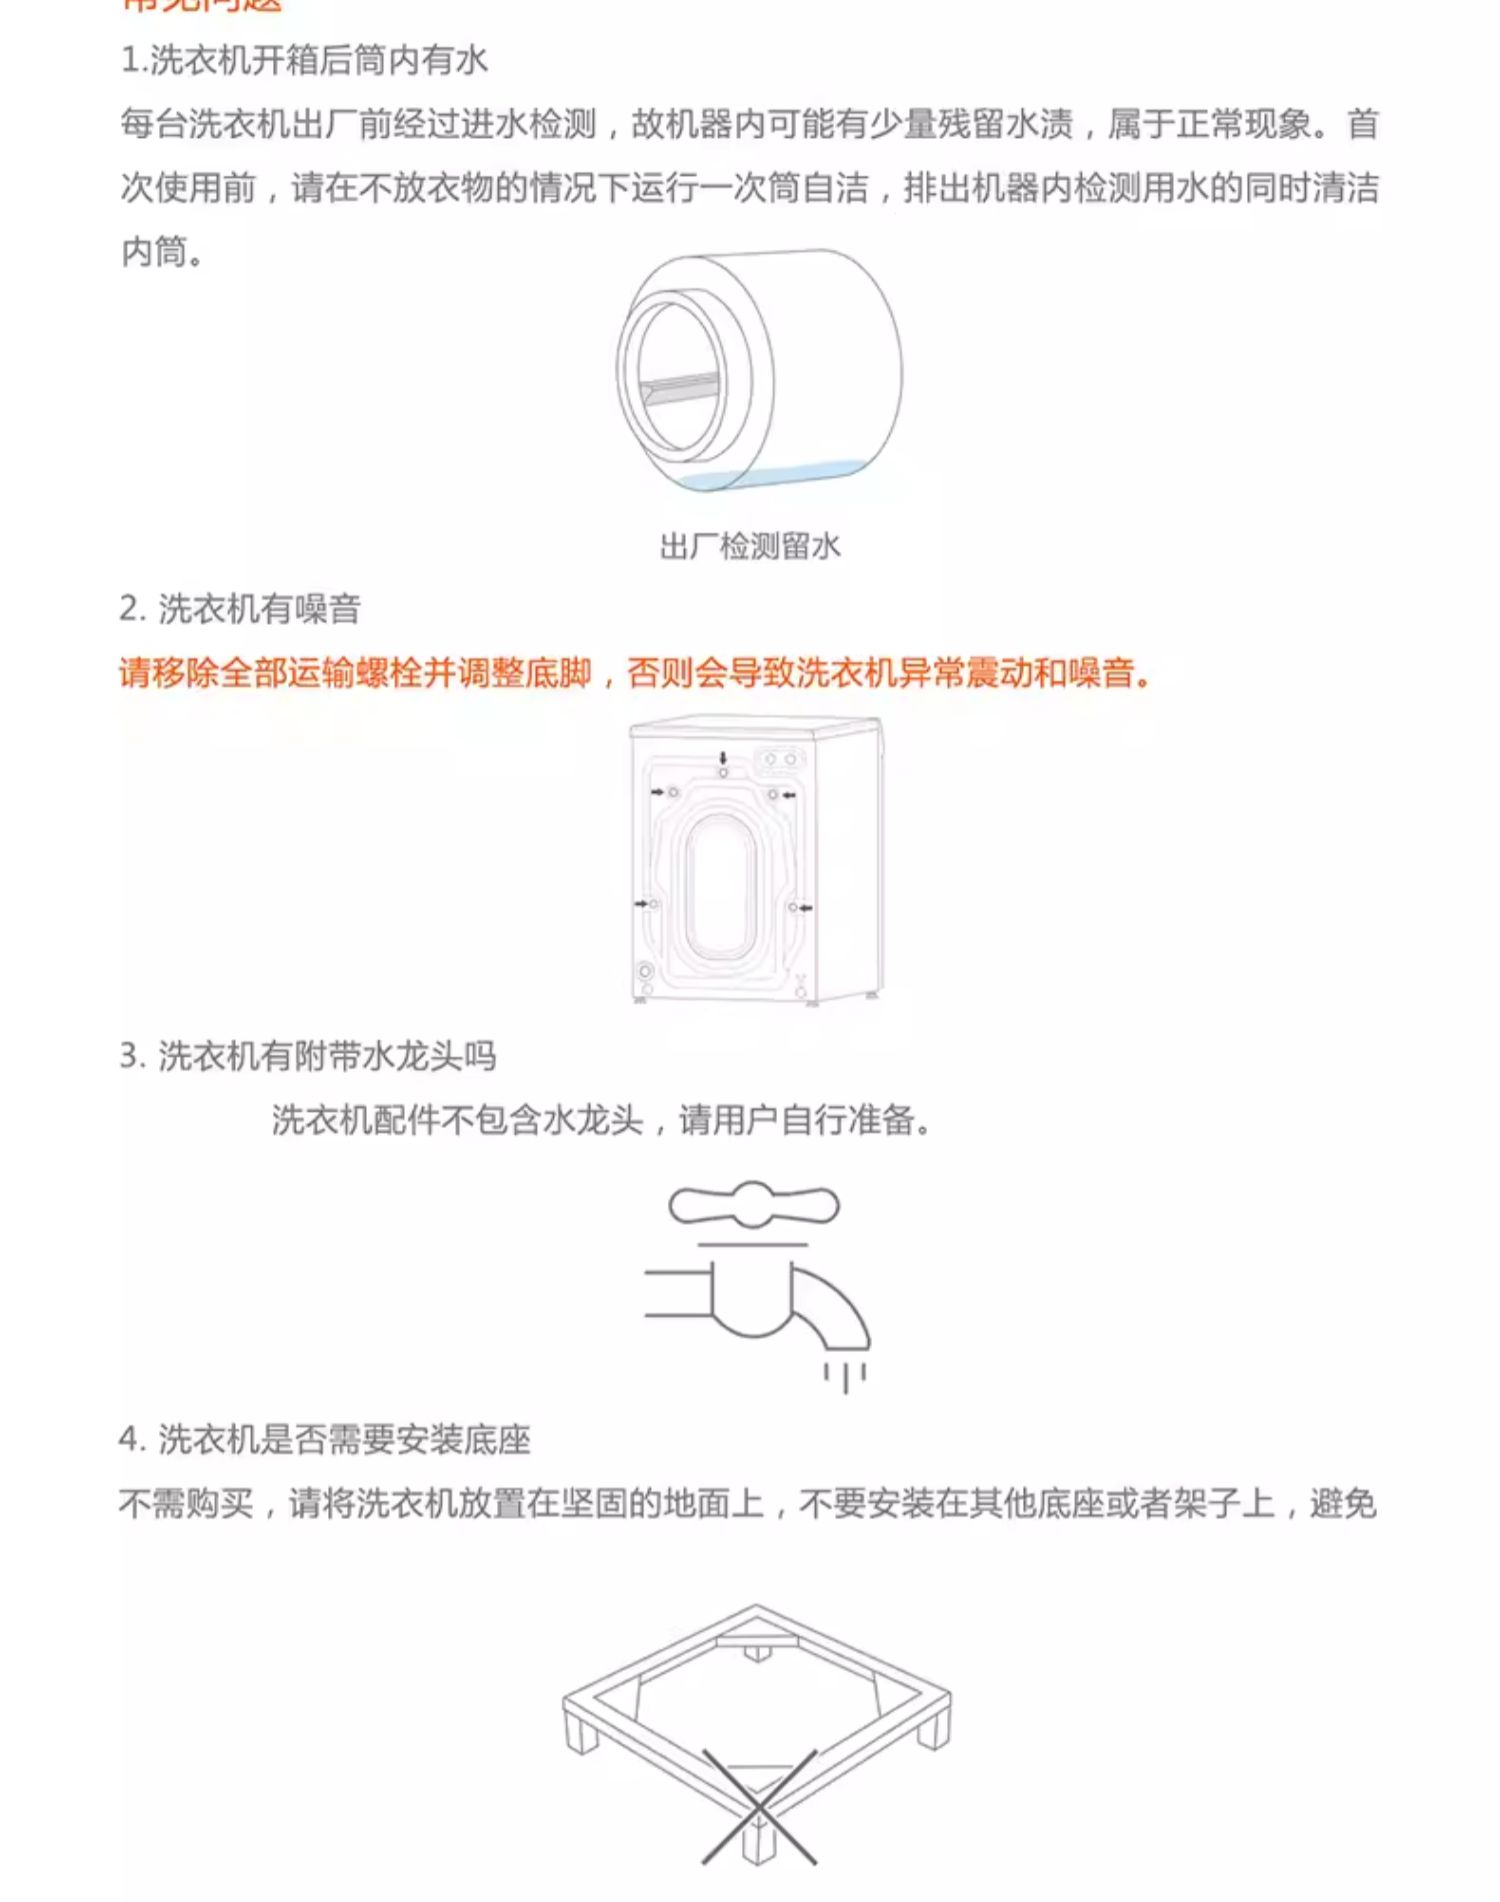 常见问题
1.洗衣机开箱后筒内有水
每台洗衣机出厂前经过进水检测，故机器内可能有少量残留水渍，属于正常现象。首
次使用前，请在不放衣物的情况下运行一次筒自洁，排出机器内检测用水的同时清洁
内筒。
出厂检测留水
2. 洗衣机有噪音
请移除全部运输螺栓并调整底脚，否则会导致洗衣机异常震动和噪音。
3. 洗衣机有附带水龙头吗
洗衣机配件不包含水龙头，请用户自行准备。
4. 洗衣机是否需要安装底座
不需购买，请将洗衣机放置在坚固的地面上，不要安装在其他底座或者架子上，避免